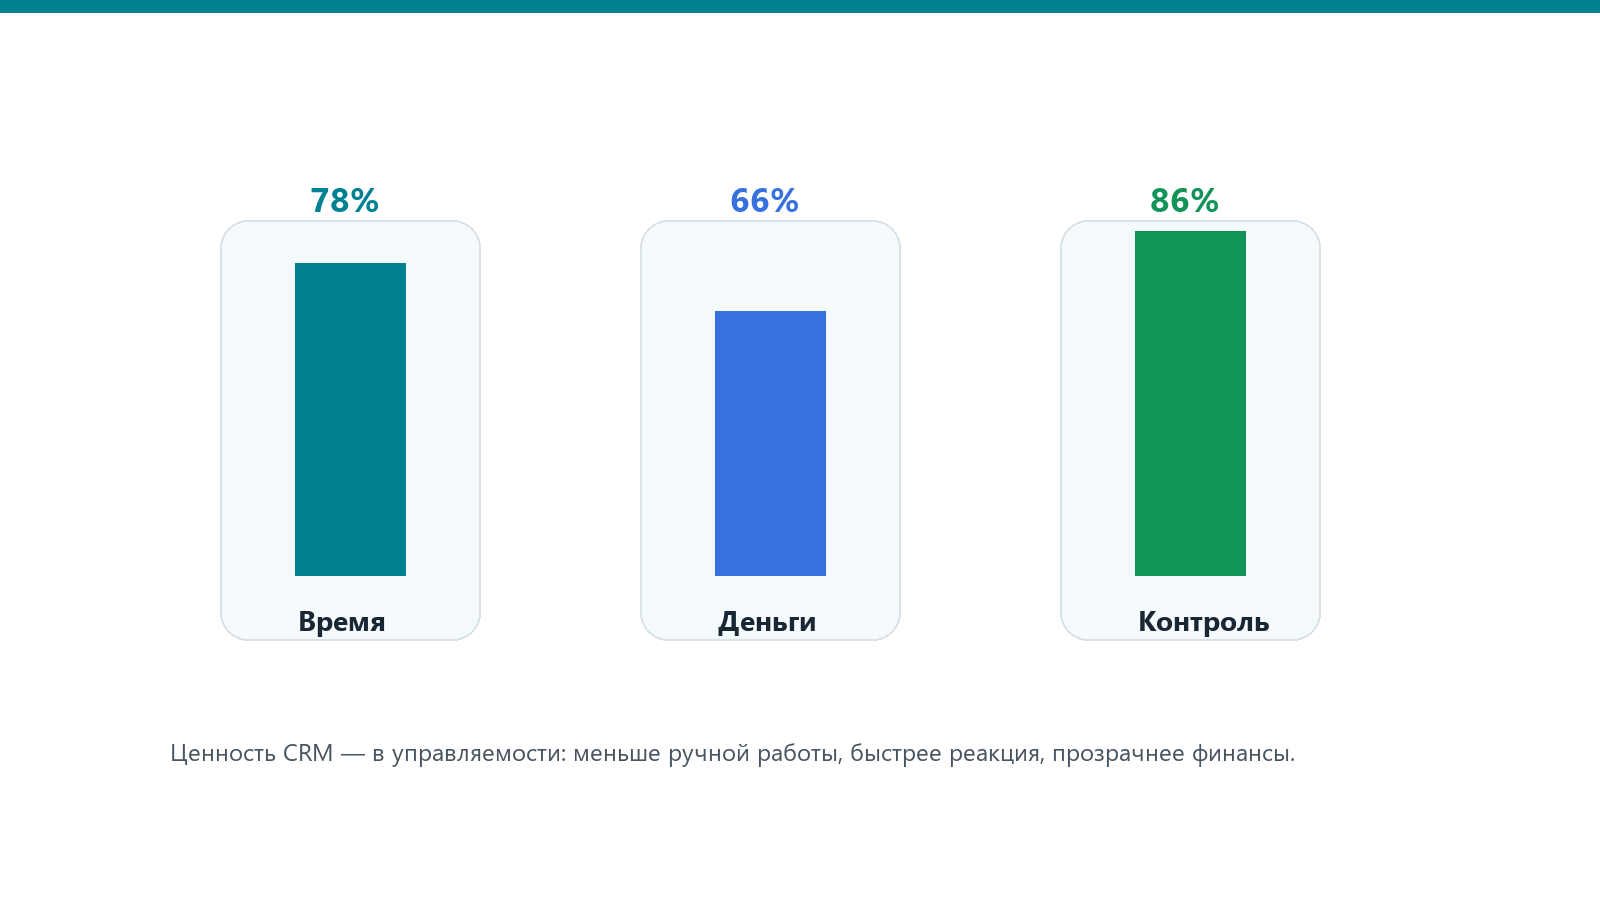 78%
66%
86%
Время
Деньги
Контроль
Ценность CRM — в управляемости: меньше ручной работы, быстрее реакция, прозрачнее финансы.